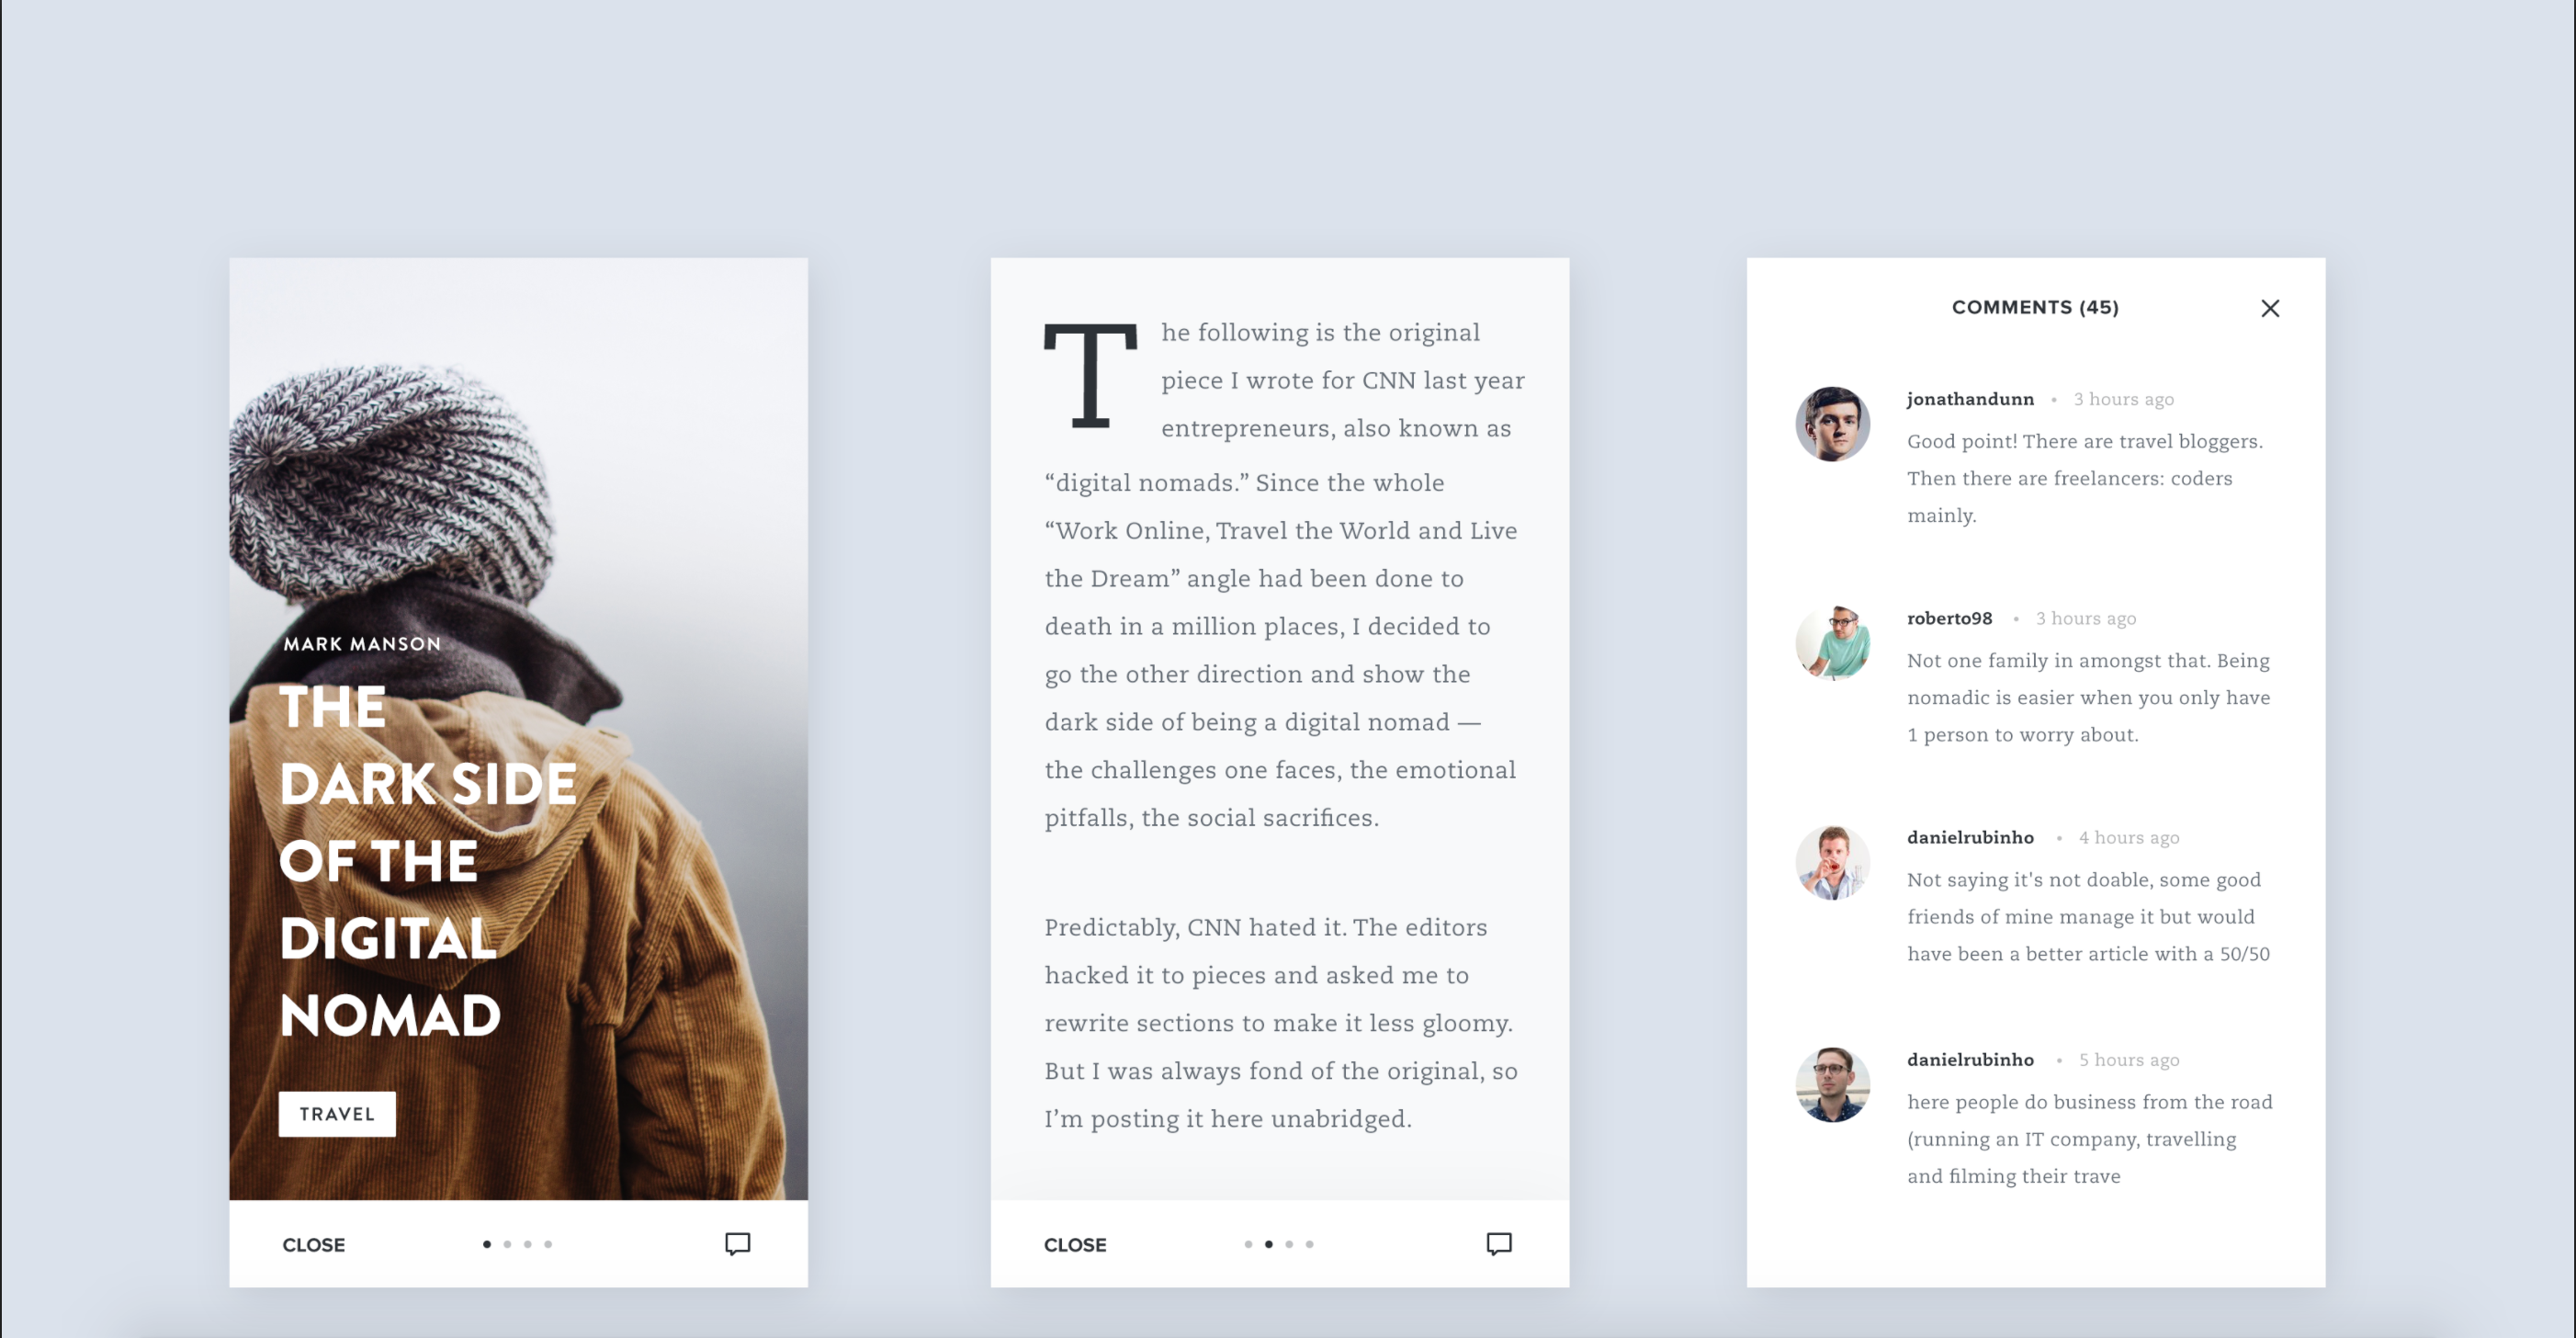 MARK MANSON
THE
DARK SIDE
OF THE
DIGITAL
NOMAD
TRAVEL
CLOSE
The following is the original
piece I wrote for CNN last year
entrepreneurs, also known as
“digital nomads.” Since the whole
“Work Online, Travel the World and Live
the Dream” angle had been done to
death in a million places, I decided to
go the other direction and show the
dark side of being a digital nomad —
the challenges one faces, the emotional
pitfalls, the social sacrifices.
Predictably, CNN hated it. The editors
hacked it to pieces and asked me to
rewrite sections to make it less gloomy.
But I was always fond of the original, so
I’m posting it here unabridged.
CLOSE
COMMENTS (45)
jonathandunn • 3 hours ago
Good point! There are travel bloggers.
Then there are freelancers: coders
mainly.
roberto98 • 3 hours ago
Not one family in amongst that. Being
nomadic is easier when you only have
1 person to worry about.
danielrubinho • 4 hours ago
Not saying it's not doable, some good
friends of mine manage it but would
have been a better article with a 50/50
danielrubinho • 5 hours ago
here people do business from the road
(running an IT company, travelling
and filming their trave